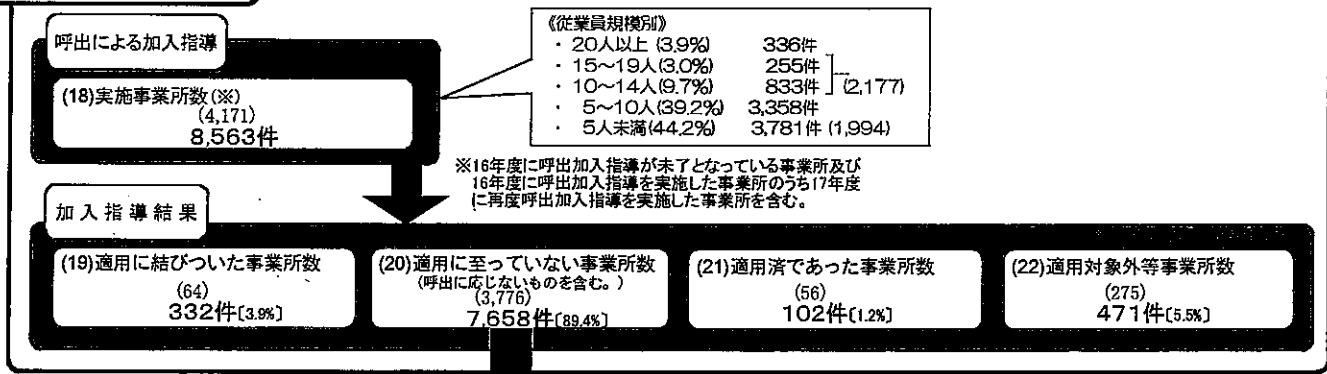 呼出による加入指導
(18)実施事業所数(※)
(4,171)
8,563件
《従業員規模別》
・ 20人以上 (3.9%) 336件
・ 15～19人(3.0%) 255件
・ 10～14人(9.7%) 833件 (2,177)
・ 5～10人(39.2%) 3,358件
・ 5人未満(44.2%) 3,781件 (1,994)
※16年度に呼出加入指導が未了となっている事業所及び
16年度に呼出加入指導を実施した事業所のうち17年度
に再度呼出加入指導を実施した事業所を含む。
加入指導結果
(19)適用に結びついた事業所数
(64)
332件〔3.9%〕
(20)適用に至っていない事業所数
(呼出に応じないものを含む。)
(3,776)
7,658件〔89.4%〕
(21)適用済であった事業所数
(56)
102件〔1.2%〕
(22)適用対象外等事業所数
(275)
471件〔5.5%〕